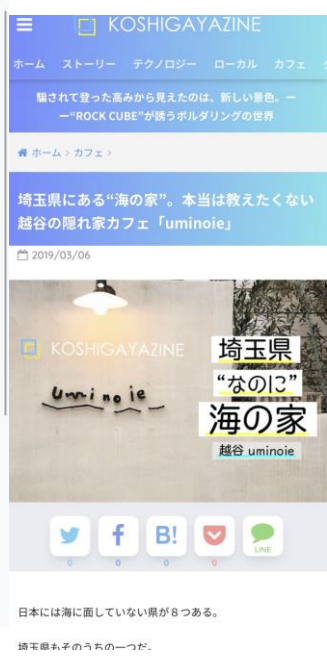 KOSHIGAYAZINE
ホーム ストーリー テクノロジー ローカル カフェ
騙されて登った高みから見えたのは、新しい景色。ー
ー“ROCK CUBE”が誘うボルダリングの世界
ホーム › カフェ ›
埼玉県にある“海の家”。本当は教えたくない
越谷の隠れ家カフェ「uminoie」
2019/03/06
KOSHIGAYAZINE
uminoie
埼玉県
“なのに”
海の家
越谷 uminoie
B!
LINE
0 0 0 0
日本には海に面していない県が８つある。
埼玉県もそのうちの一つだ。